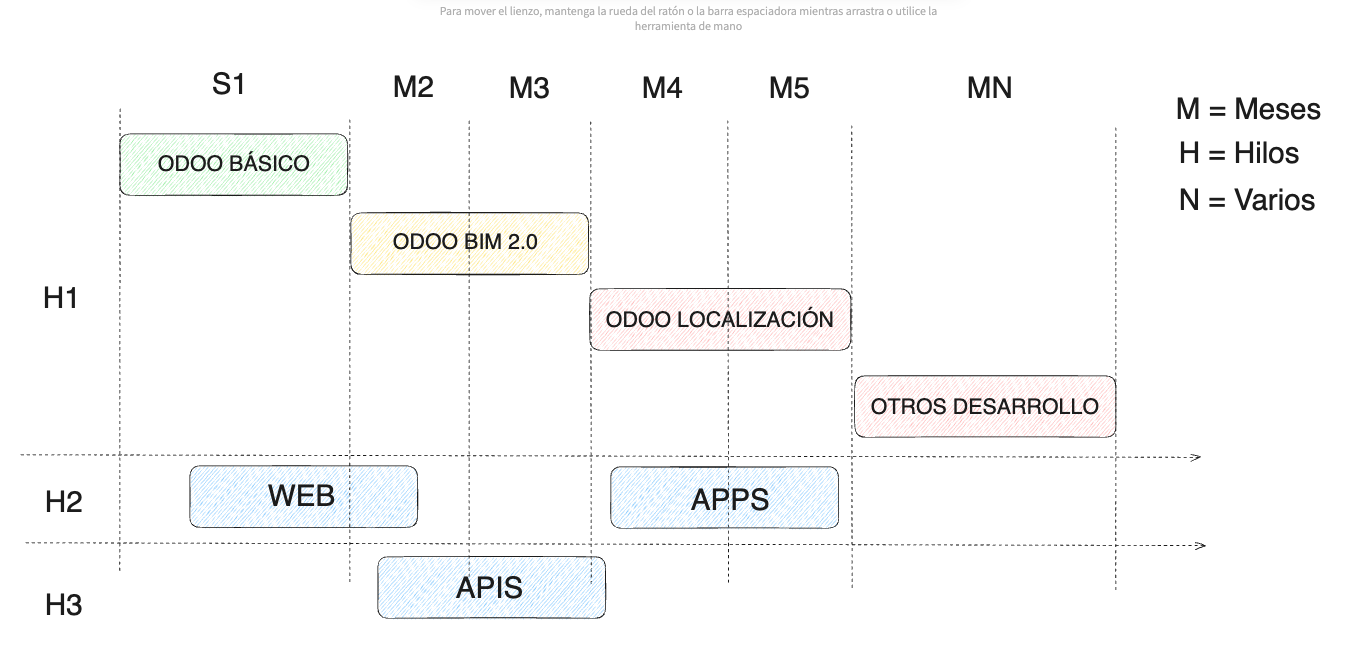 Para mover el lienzo, mantenga la rueda del ratón o la barra espaciadora mientras arrastra o utilice la
herramienta de mano
S1
M2
M3
M4
M5
MN
M = Meses
H = Hilos
N = Varios
ODOO BÁSICO
ODOO BIM 2.0
H1
ODOO LOCALIZACIÓN
OTROS DESARROLLO
H2
WEB
APPS
H3
APIS